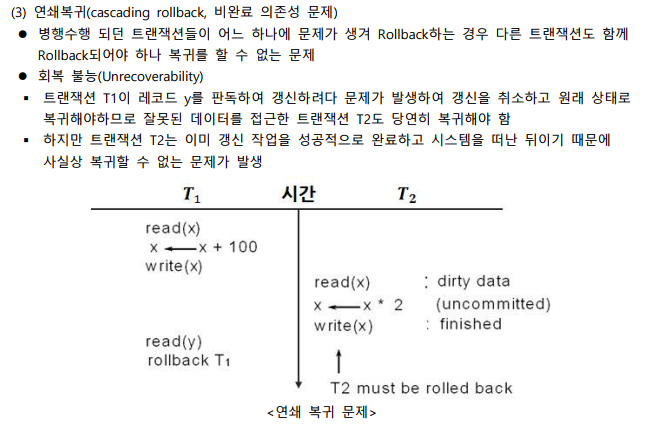 (3) 연쇄복귀(cascading rollback, 비완료 의존성 문제)
● 병행수행 되던 트랜잭션들이 어느 하나에 문제가 생겨 Rollback하는 경우 다른 트랜잭션도 함께
Rollback되어야 하나 복귀를 할 수 없는 문제
● 회복 불능(Unrecoverability)
▪ 트랜잭션 T1이 레코드 y를 판독하여 갱신하려다 문제가 발생하여 갱신을 취소하고 원래 상태로
복귀해야하므로 잘못된 데이터를 접근한 트랜잭션 T2도 당연히 복귀해야 함
▪ 하지만 트랜잭션 T2는 이미 갱신 작업을 성공적으로 완료하고 시스템을 떠난 뒤이기 때문에
사실상 복귀할 수 없는 문제가 발생
T₁ 시간 T₂
read(x)
x ← x + 100
write(x)
read(x) : dirty data
x ← x * 2 (uncommitted)
write(x) : finished
read(y)
rollback T₁
T2 must be rolled back
<연쇄 복귀 문제>